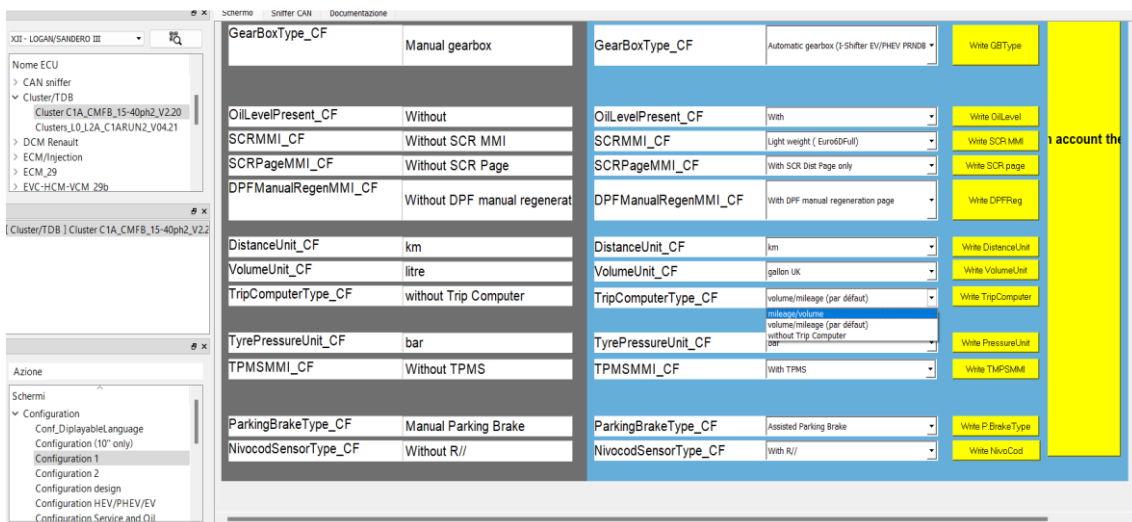 Schermo Sniffer CAN Documentazione
XJI - LOGAN/SANDERO III
Nome ECU
CAN sniffer
Cluster/TDB
Cluster C1A_CMFB_15-40ph2_V2.20
Clusters_L0_L2A_C1ARUN2_V04.21
DCM Renault
ECM/Injection
ECM_29
EVC-HCM-VCM_29b
[ Cluster/TDB ] Cluster C1A_CMFB_15-40ph2_V2.2
Azione
Schermi
Configuration
Conf_DiplayableLanguage
Configuration (10" only)
Configuration 1
Configuration 2
Configuration design
Configuration HEV/PHEV/EV
Configuration Service and Oil
GearBoxType_CF Manual gearbox GearBoxType_CF Automatic gearbox (I-Shifter EV/PHEV PRNDB Write GBType
OilLevelPresent_CF Without OilLevelPresent_CF With Write OilLevel
SCRMMI_CF Without SCR MMI SCRMMI_CF Light weight ( Euro6DFull) Write SCR MMI account the
SCRPageMMI_CF Without SCR Page SCRPageMMI_CF With SCR Dist Page only Write SCR page
DPFManualRegenMMI_CF Without DPF manual regenerat DPFManualRegenMMI_CF With DPF manual regeneration page Write DPFReg
DistanceUnit_CF km DistanceUnit_CF km Write DistanceUnit
VolumeUnit_CF litre VolumeUnit_CF gallon UK Write VolumeUnit
TripComputerType_CF without Trip Computer TripComputerType_CF volume/mileage (par défaut) Write TripComputer
mileage/volume
volume/mileage (par défaut)
without Trip Computer
TyrePressureUnit_CF bar TyrePressureUnit_CF bar Write PressureUnit
TPMSMMI_CF Without TPMS TPMSMMI_CF With TPMS Write TMPSMMI
ParkingBrakeType_CF Manual Parking Brake ParkingBrakeType_CF Assisted Parking Brake Write P.BrakeType
NivocodSensorType_CF Without R// NivocodSensorType_CF With R// Write NivoCod